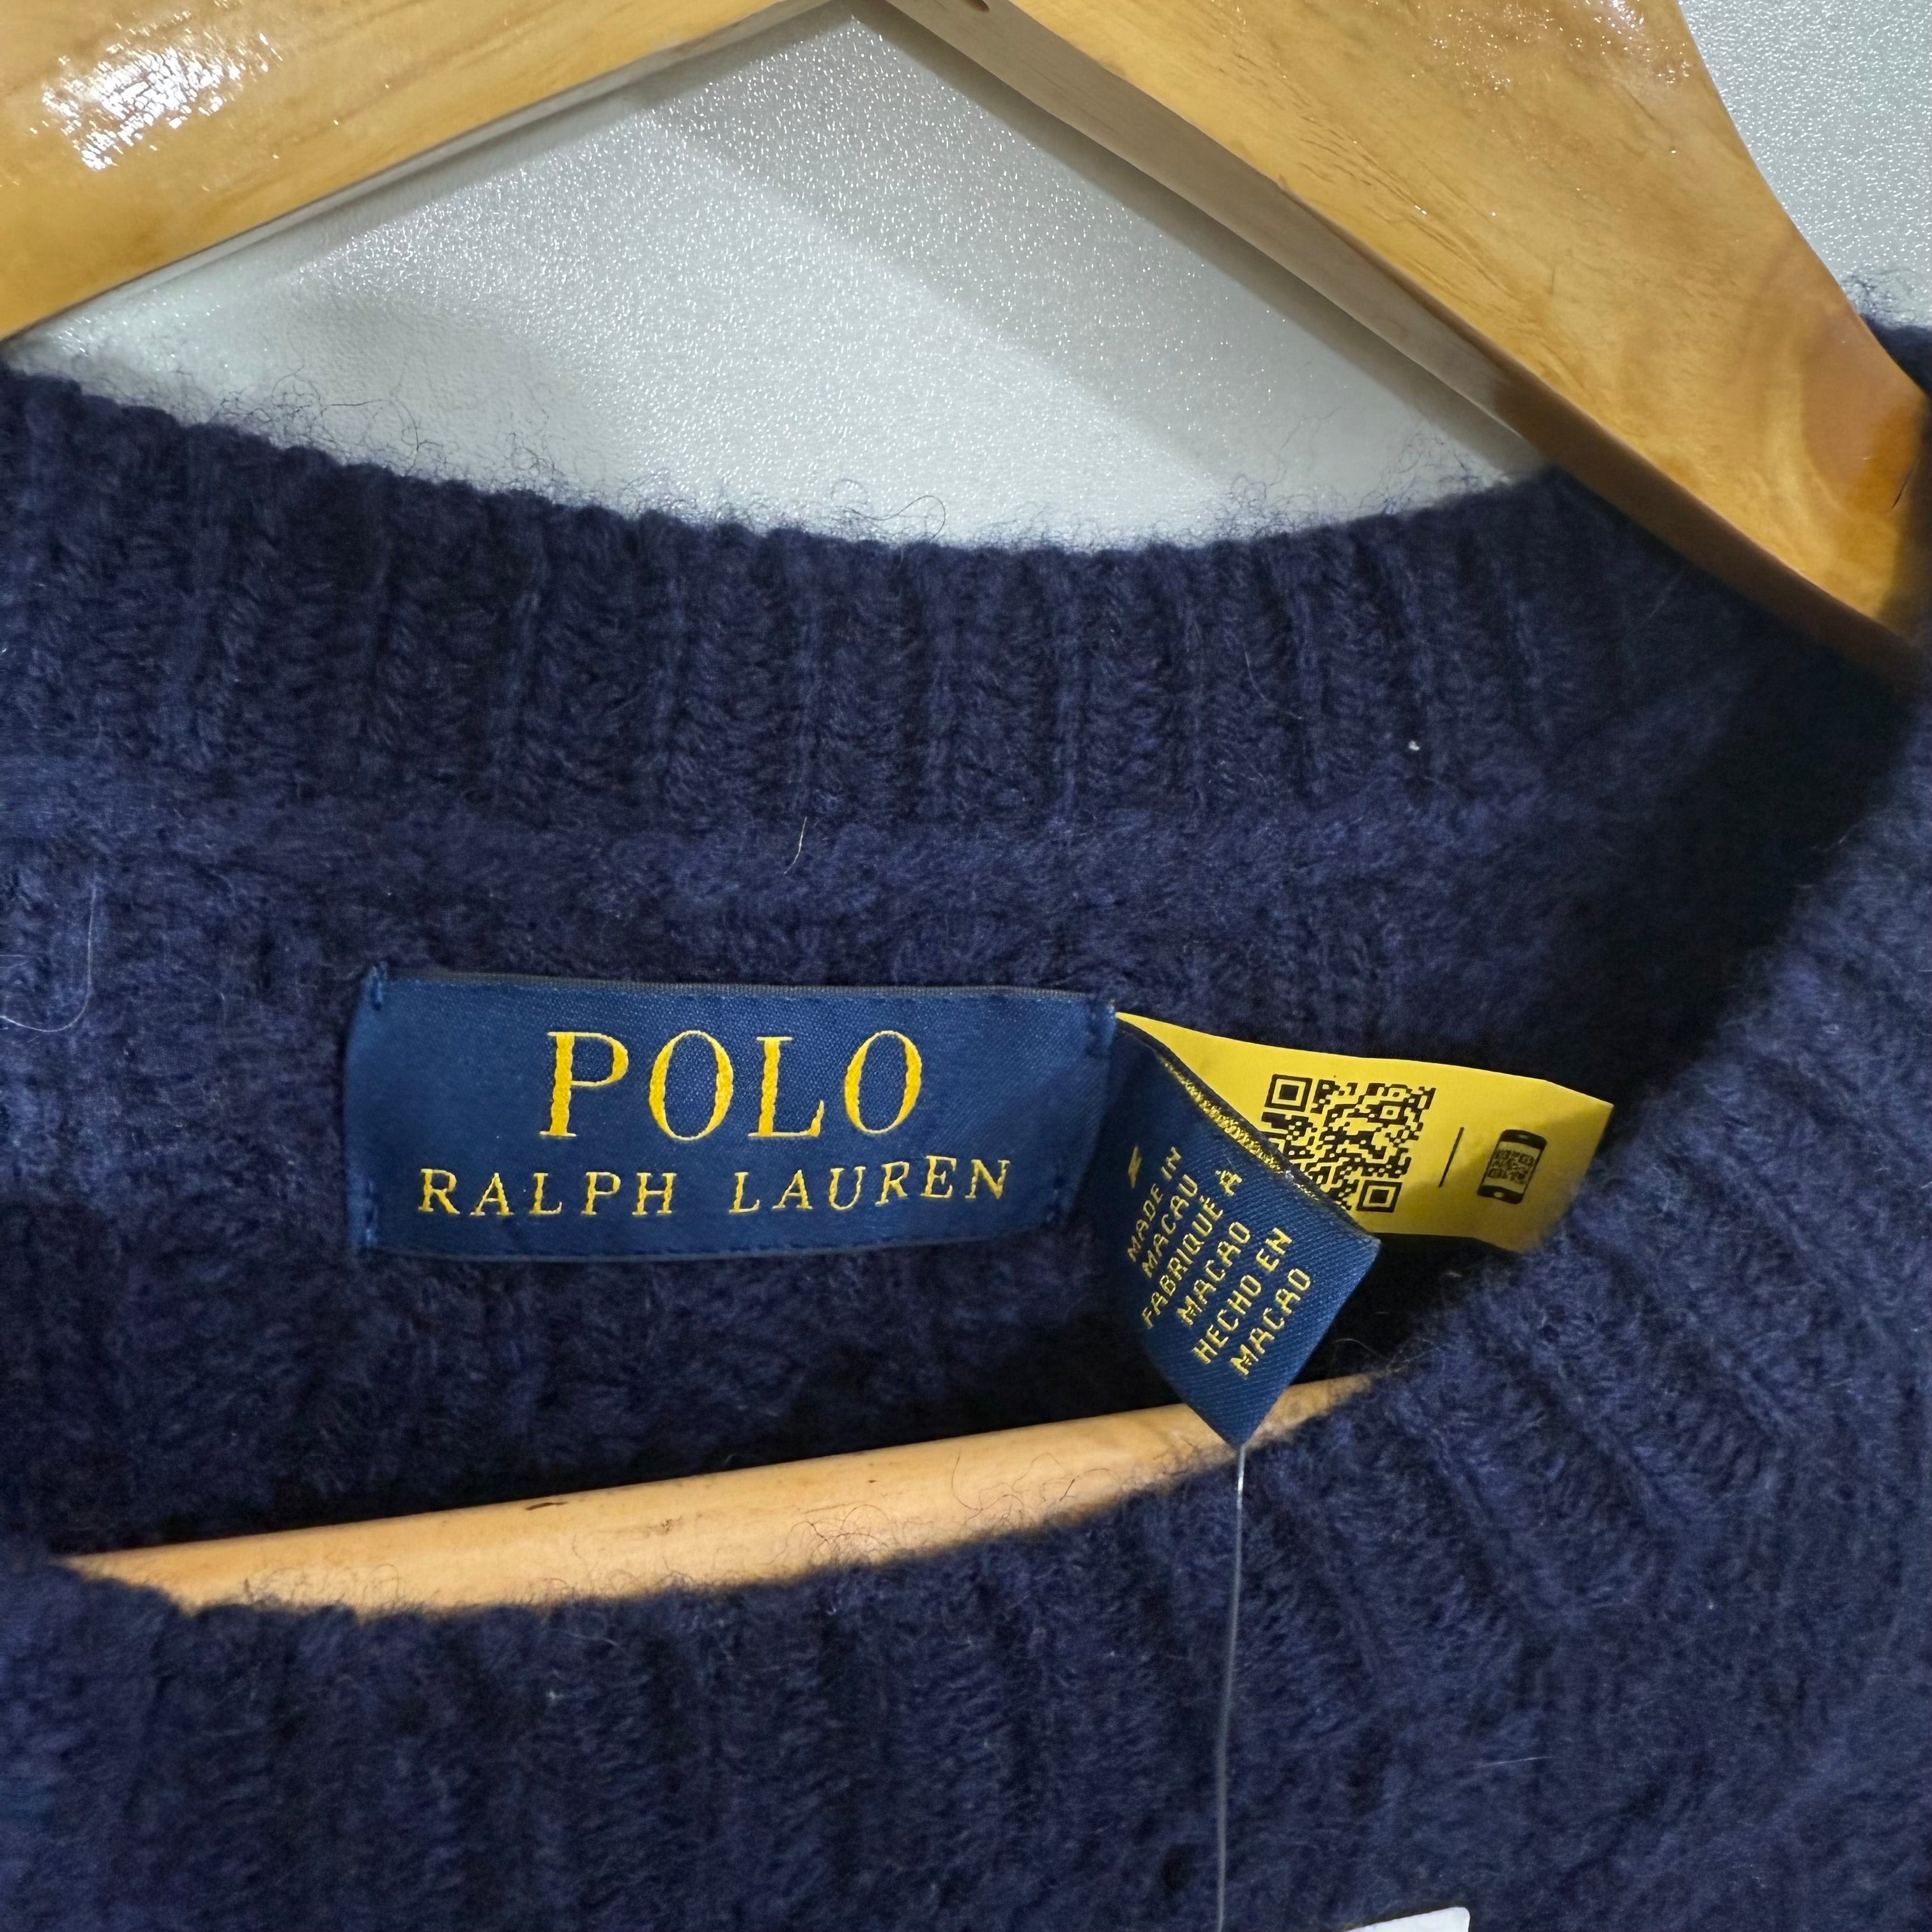 POLO
RALPH LAUREN
MADE IN
MACAU
FABRIQUÉ À
MACAO
HECHO EN
MACAO